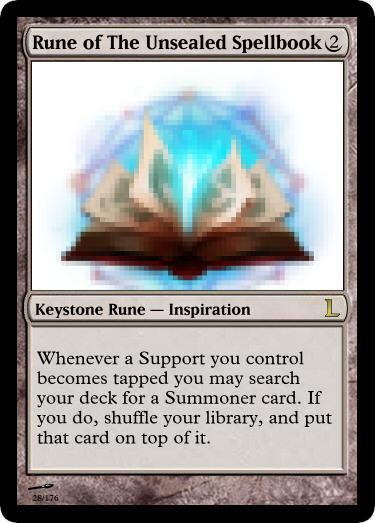 Rune of The Unsealed Spellbook 2
Keystone Rune — Inspiration L
Whenever a Support you control
becomes tapped you may search
your deck for a Summoner card. If
you do, shuffle your library, and put
that card on top of it.
28/176